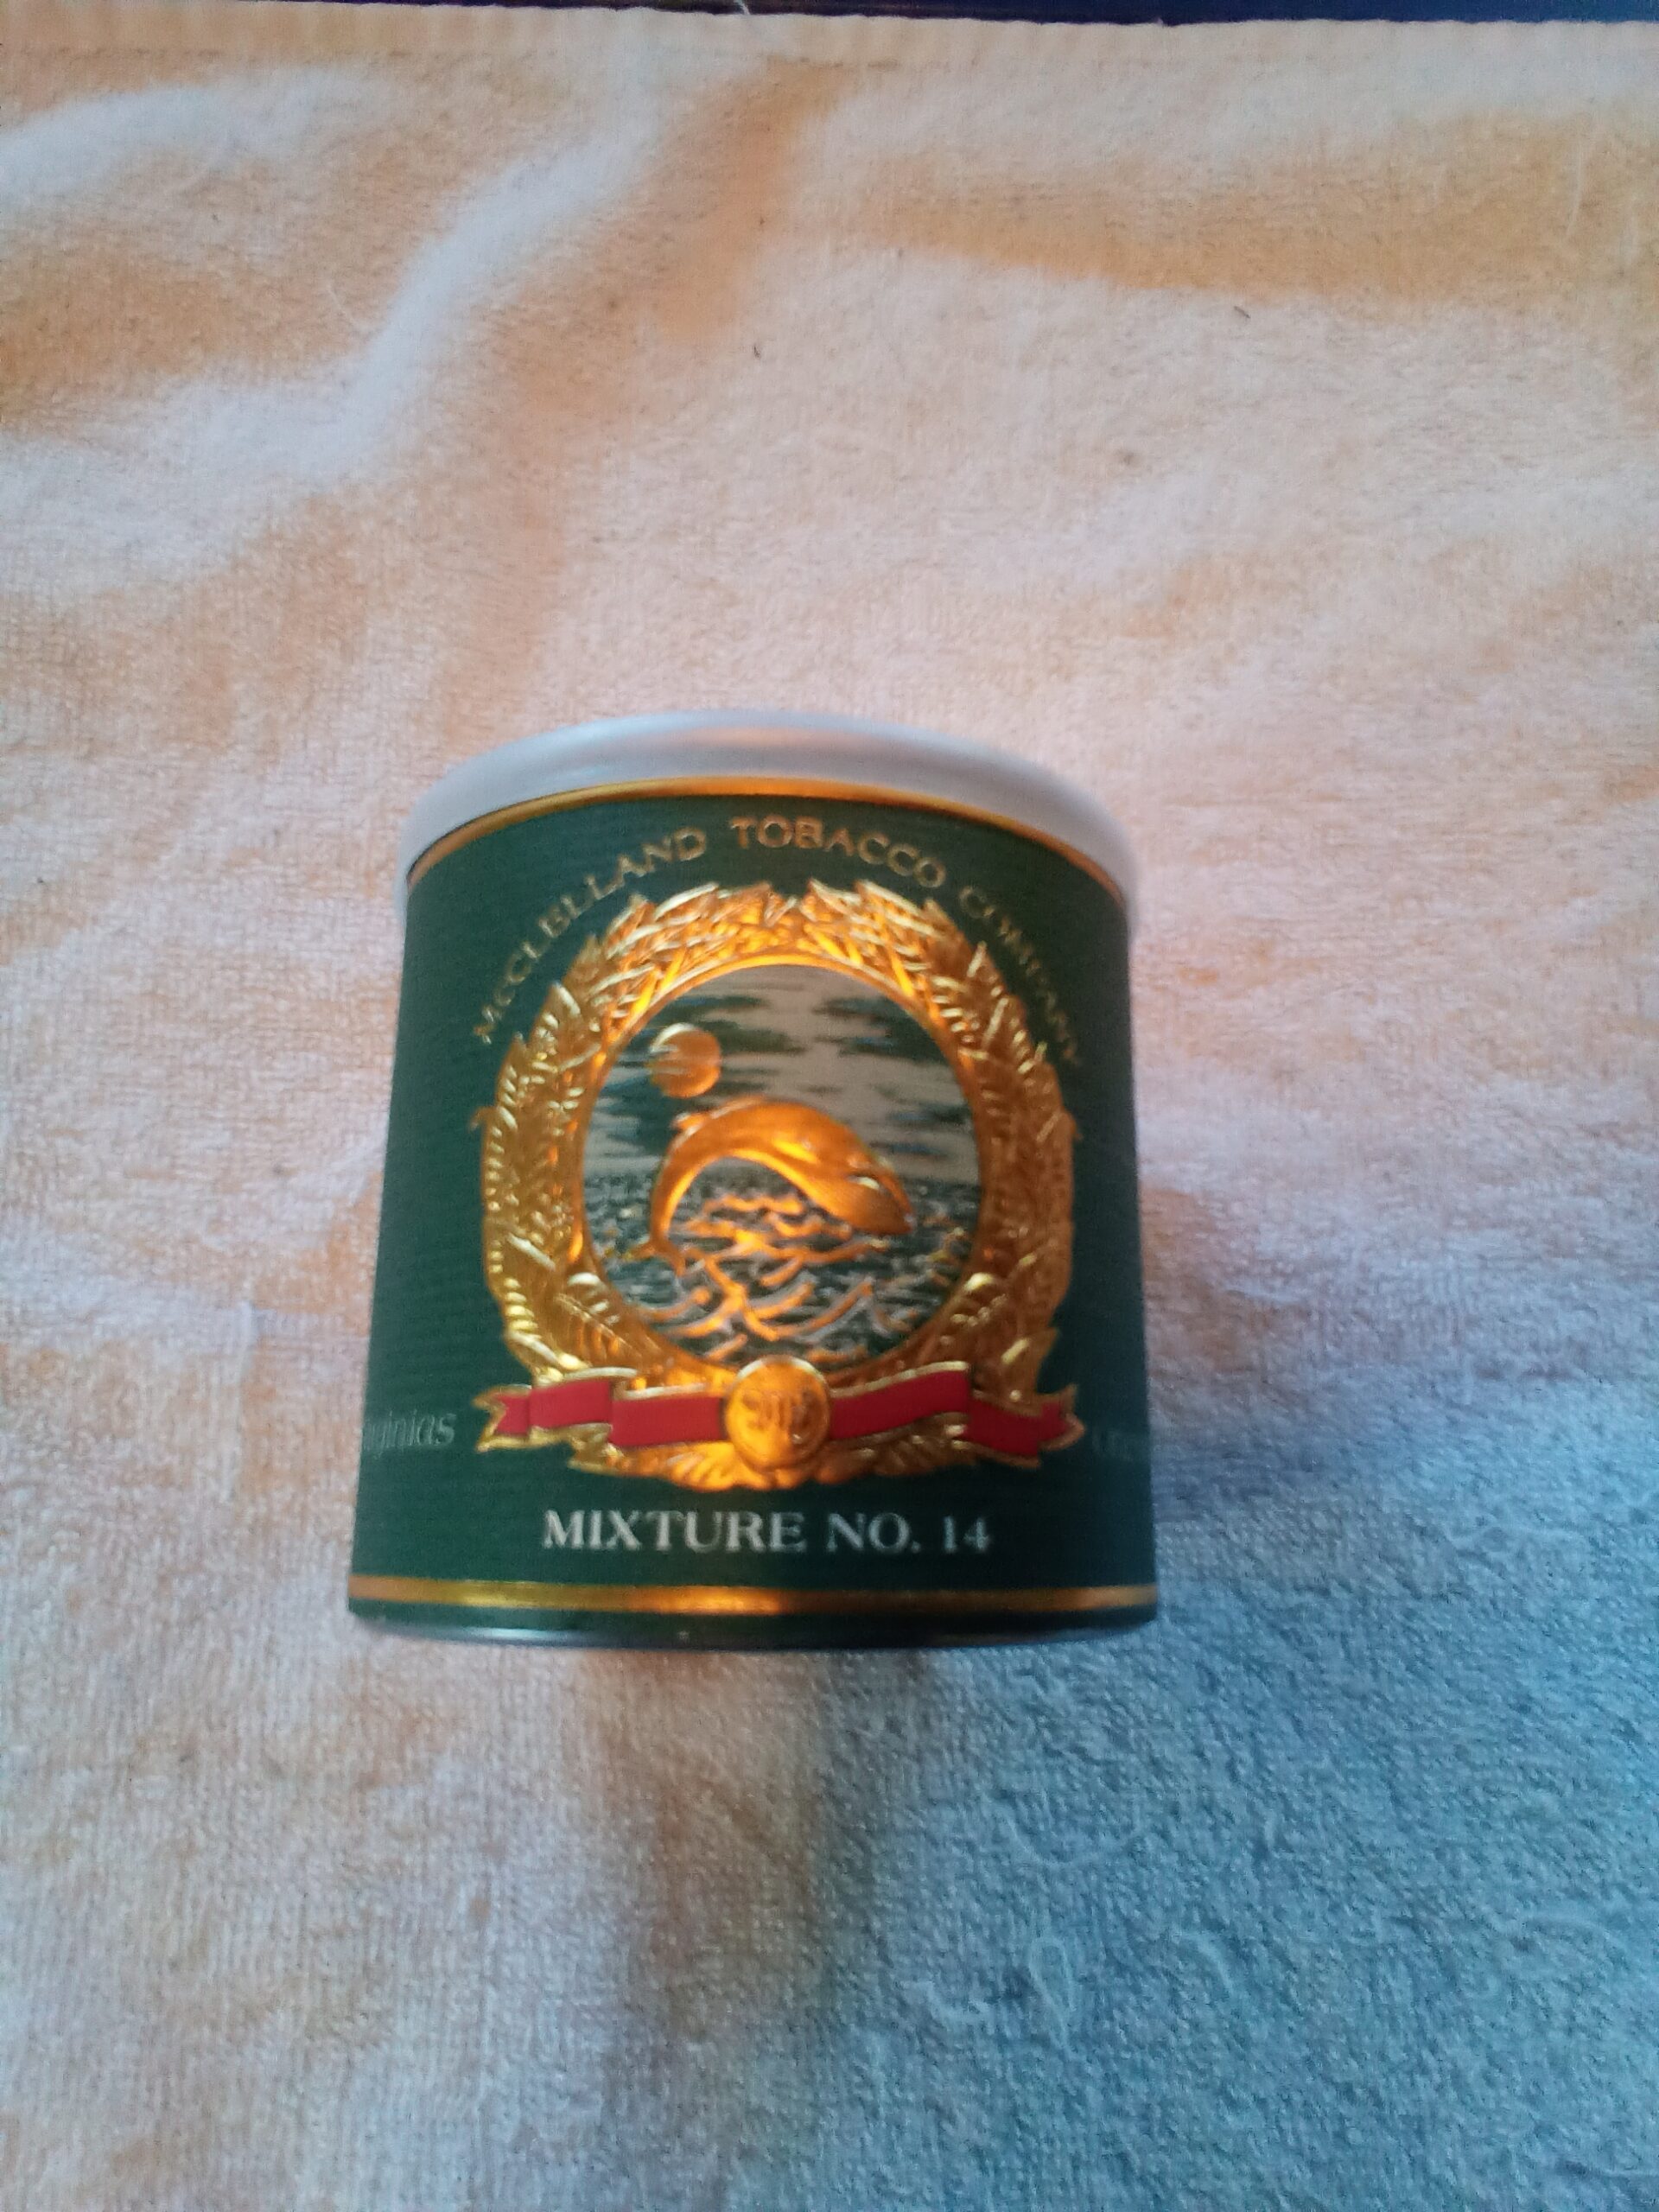 McCLELLAND TOBACCO COMPANY
MIXTURE NO. 14